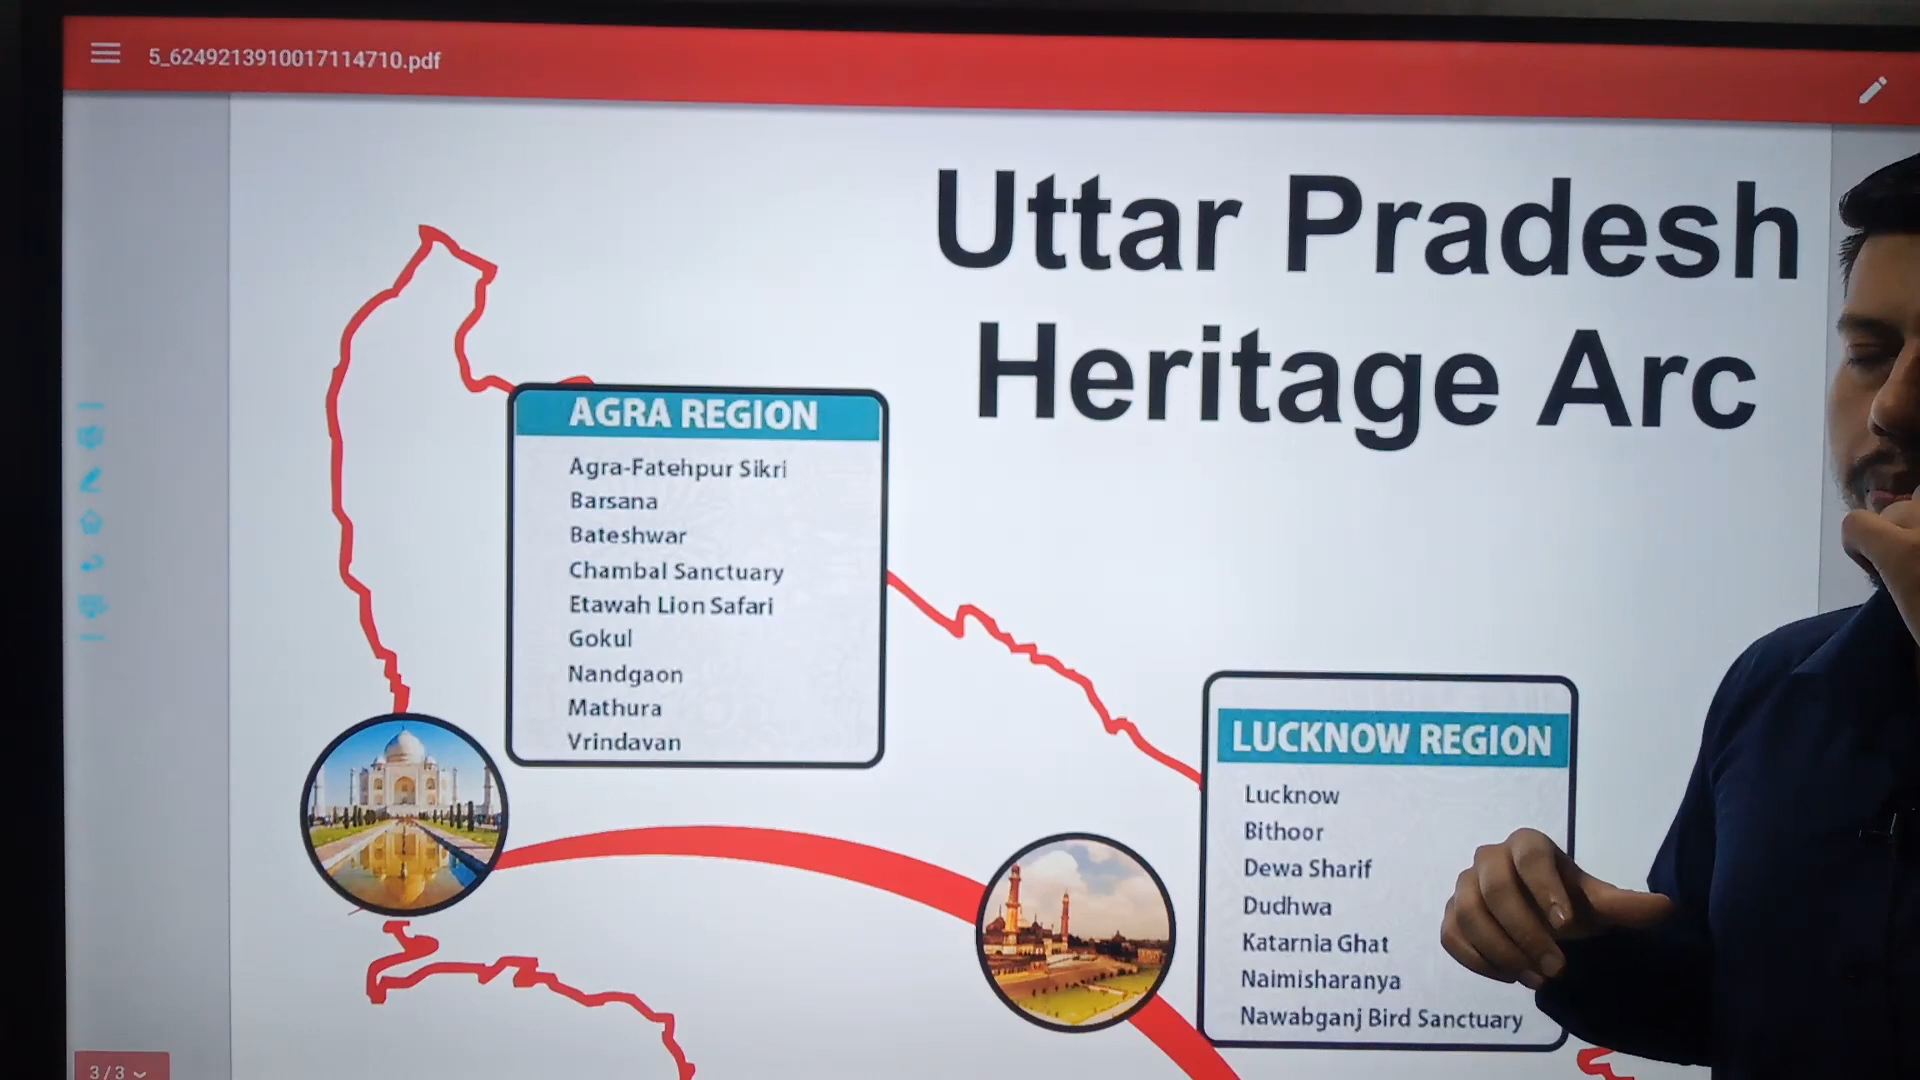 5_6249213910017114710.pdf
Uttar Pradesh
Heritage Arc
AGRA REGION
Agra-Fatehpur Sikri
Barsana
Bateshwar
Chambal Sanctuary
Etawah Lion Safari
Gokul
Nandgaon
Mathura
Vrindavan
LUCKNOW REGION
Lucknow
Bithoor
Dewa Sharif
Dudhwa
Katarnia Ghat
Naimisharanya
Nawabganj Bird Sanctuary
3/3